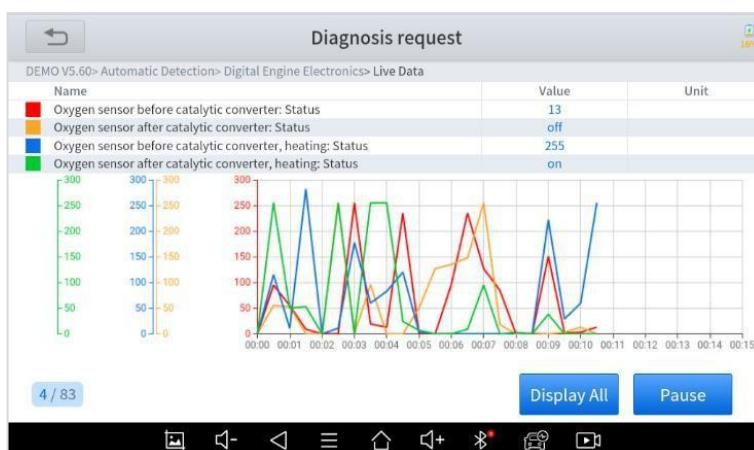 Diagnosis request
16%
DEMO V5.60> Automatic Detection> Digital Engine Electronics> Live Data
Name Value Unit
Oxygen sensor before catalytic converter: Status 13
Oxygen sensor after catalytic converter: Status off
Oxygen sensor before catalytic converter, heating: Status 255
Oxygen sensor after catalytic converter, heating: Status on
300 300 300 300
250 250 250 250
200 200 200 200
150 150 150 150
100 100 100 100
50 50 50 50
0 0 0
00:00 00:01 00:02 00:03 00:04 00:05 00:06 00:07 00:08 00:09 00:10 00:11 00:12 00:13 00:14 00:15
4 / 83
Display All Pause